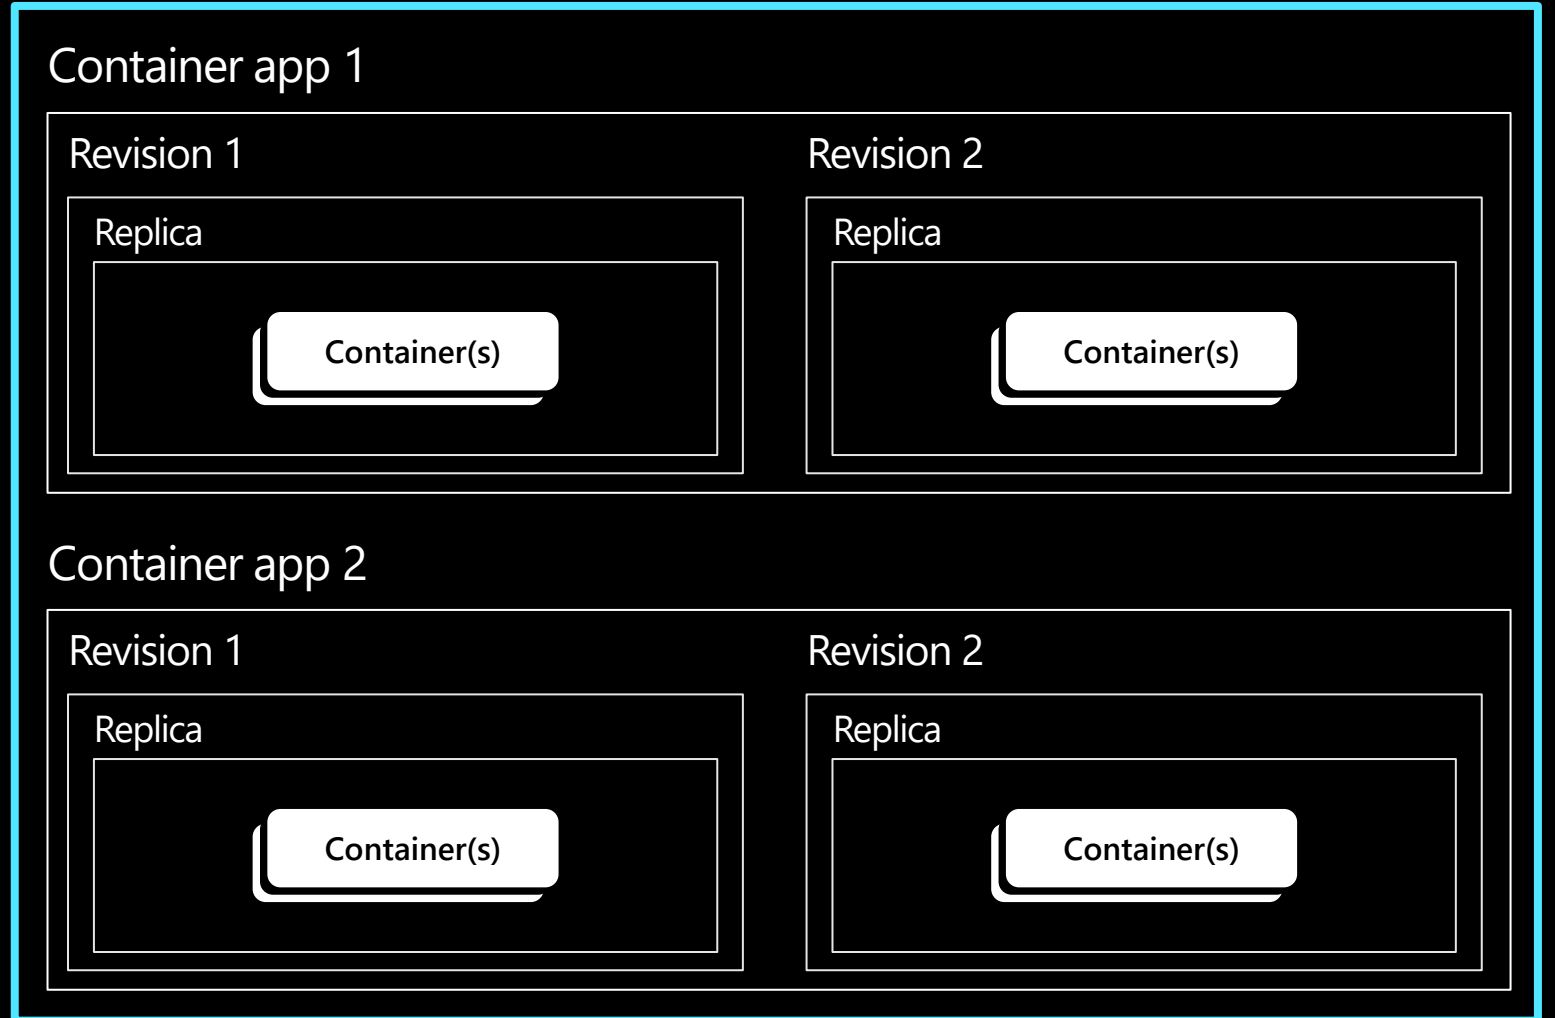 Container app 1
Revision 1
Revision 2
Replica
Replica
Container(s)
Container(s)
Container app 2
Revision 1
Revision 2
Replica
Replica
Container(s)
Container(s)